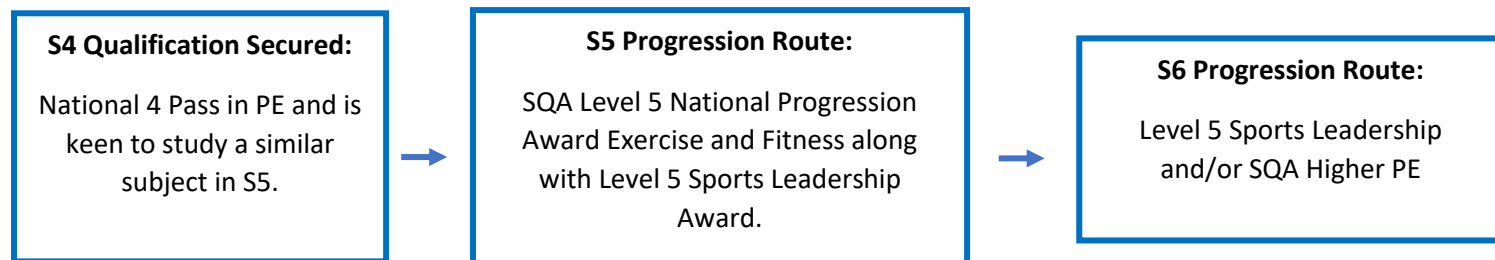 S4 Qualification Secured:
National 4 Pass in PE and is
keen to study a similar
subject in S5.
S5 Progression Route:
SQA Level 5 National Progression
Award Exercise and Fitness along
with Level 5 Sports Leadership
Award.
S6 Progression Route:
Level 5 Sports Leadership
and/or SQA Higher PE